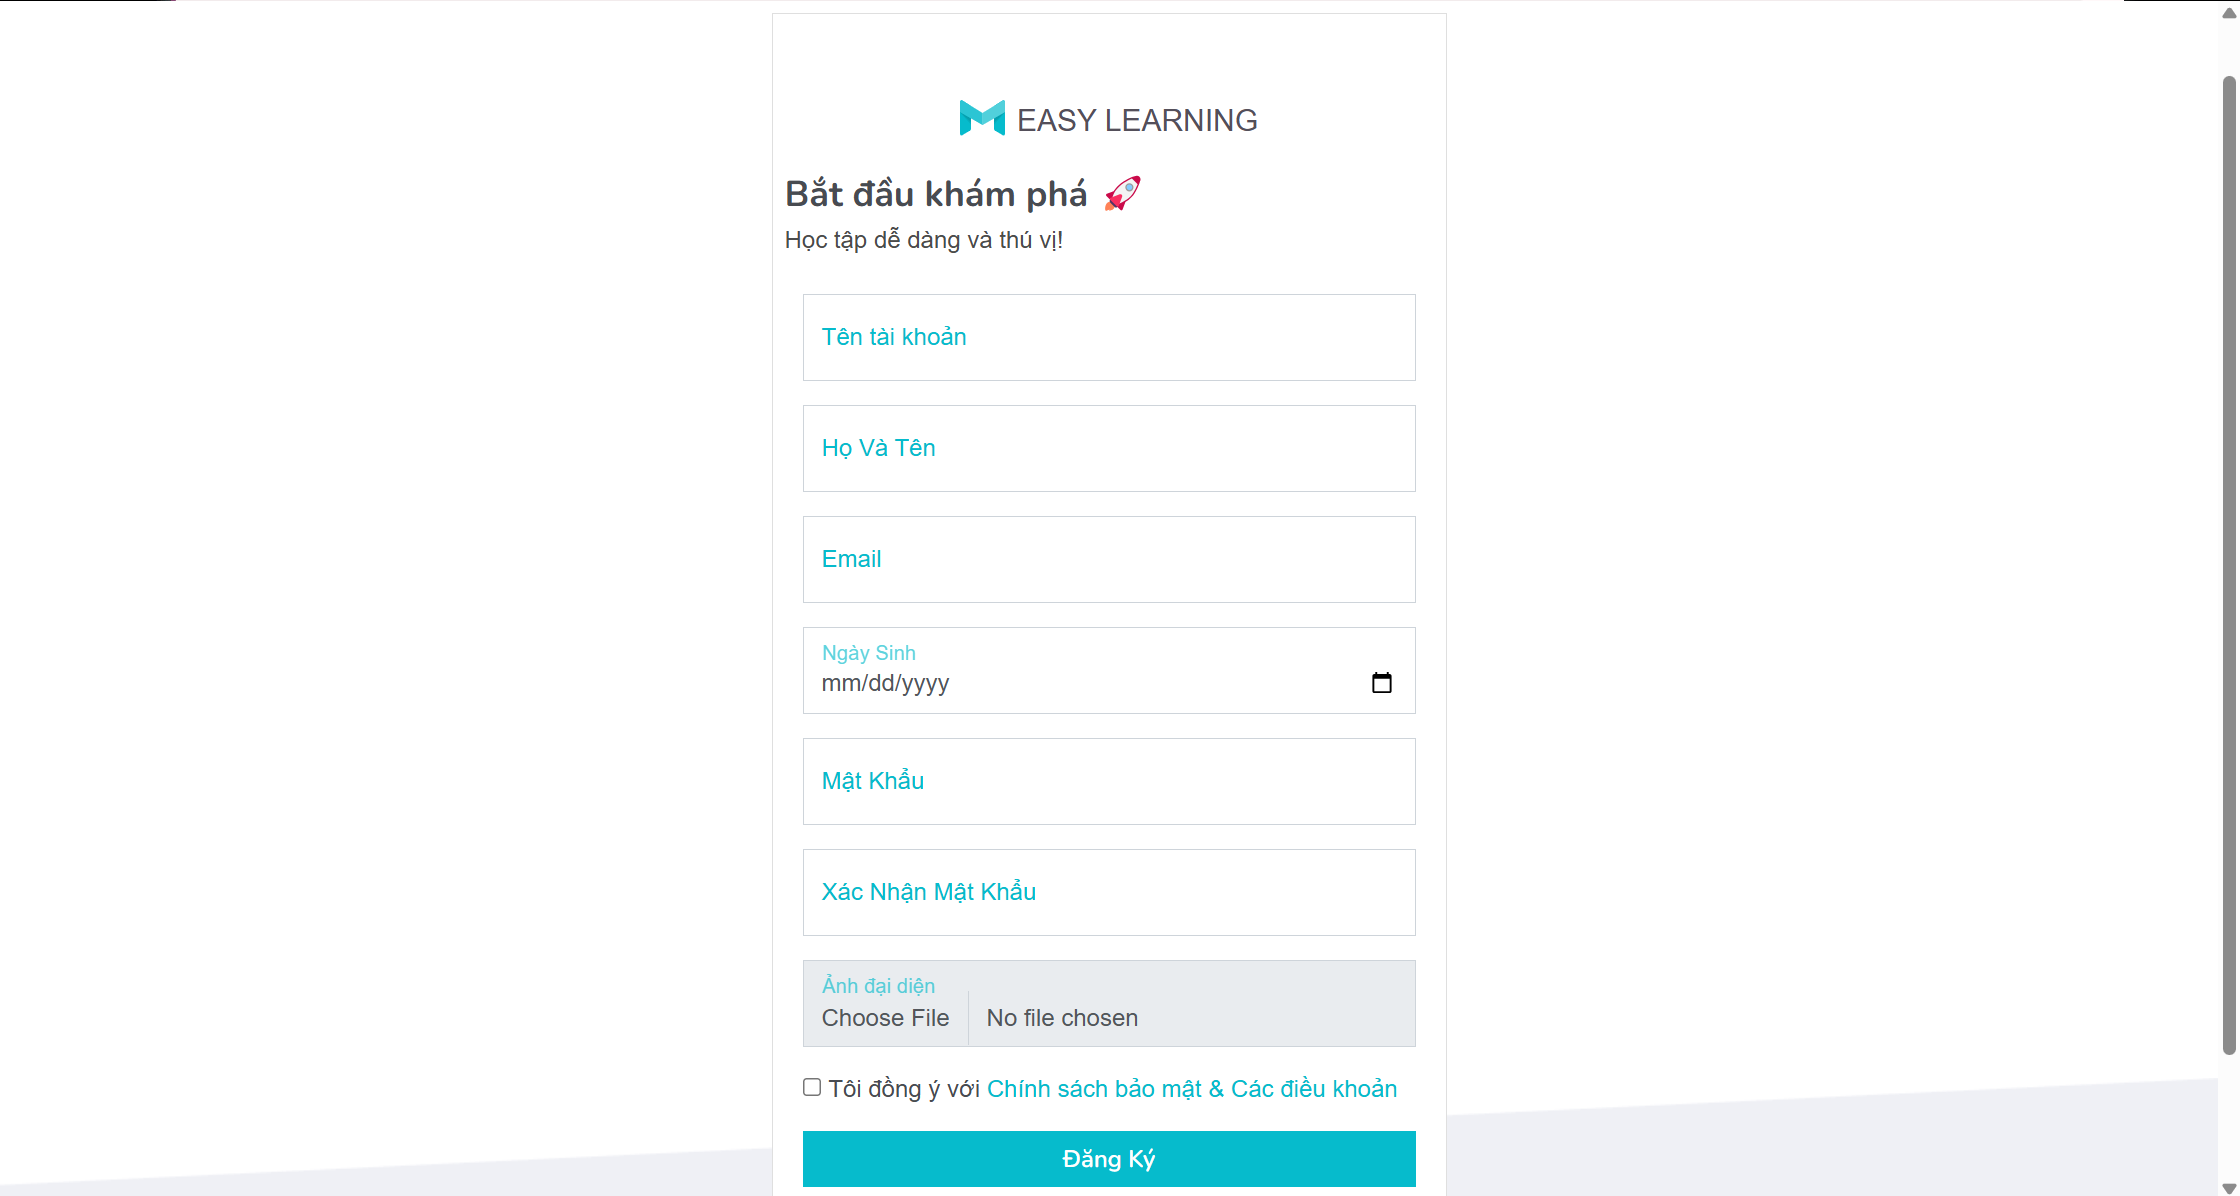 EASY LEARNING
Bắt đầu khám phá 🚀
Học tập dễ dàng và thú vị!
Tên tài khoản
Họ Và Tên
Email
Ngày Sinh
mm/dd/yyyy
Mật Khẩu
Xác Nhận Mật Khẩu
Ảnh đại diện
Choose File No file chosen
Tôi đồng ý với Chính sách bảo mật & Các điều khoản
Đăng Ký